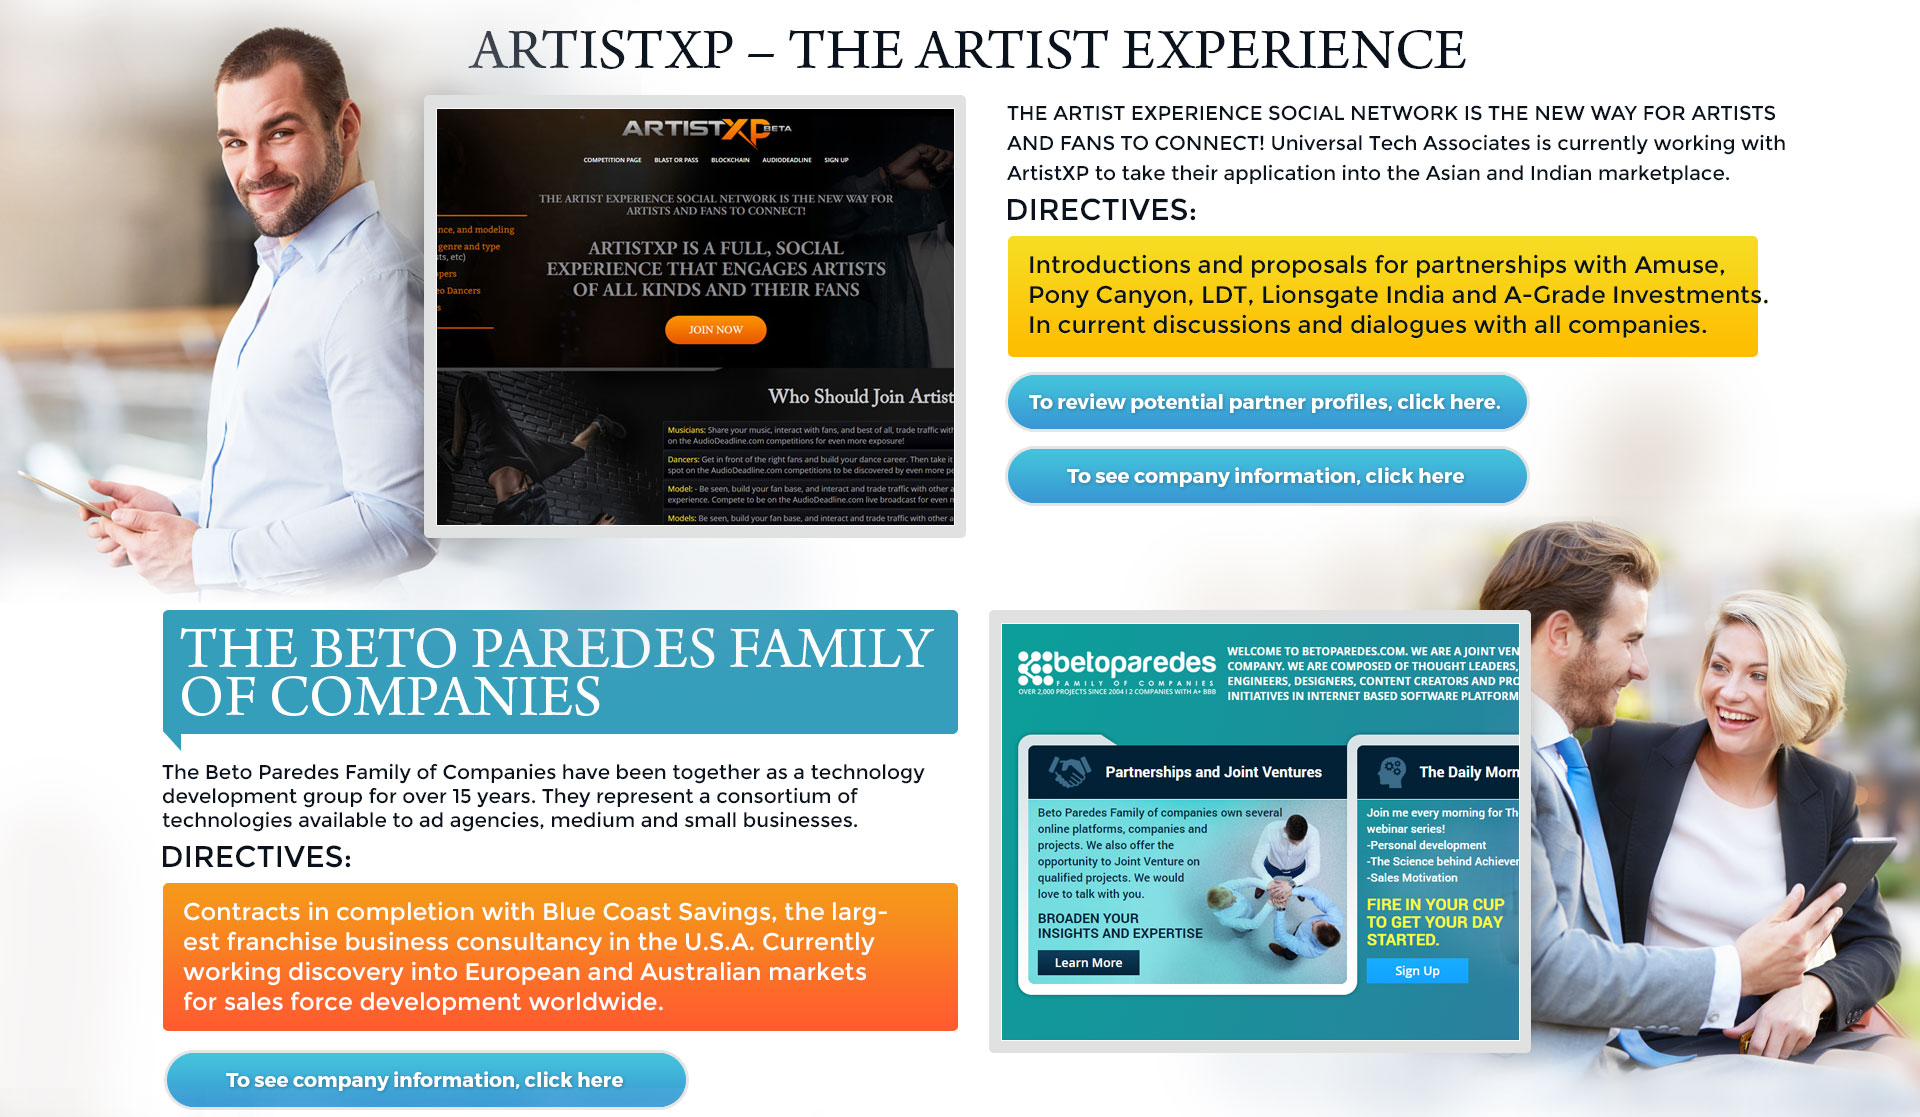 ARTISTXP – THE ARTIST EXPERIENCE
ARTISTXP BETA
COMPETITION PAGE BLAST OR PASS BLOCKCHAIN AUDIODEADLINE SIGN UP
THE ARTIST EXPERIENCE SOCIAL NETWORK IS THE NEW WAY FOR
ARTISTS AND FANS TO CONNECT!
nce, and modeling
genre and type
sts, etc)
opers
eo Dancers
s
ARTISTXP IS A FULL, SOCIAL
EXPERIENCE THAT ENGAGES ARTISTS
OF ALL KINDS AND THEIR FANS
JOIN NOW
Who Should Join Artist
Musicians: Share your music, interact with fans, and best of all, trade traffic with
on the AudioDeadline.com competitions for even more exposure!
Dancers: Get in front of the right fans and build your dance career. Then take it
spot on the AudioDeadline.com competitions to be discovered by even more pe
Model: - Be seen, build your fan base, and interact and trade traffic with other a
experience. Compete to be on the AudioDeadline.com live broadcast for even m
Models: Be seen, build your fan base, and interact and trade traffic with other a
THE ARTIST EXPERIENCE SOCIAL NETWORK IS THE NEW WAY FOR ARTISTS
AND FANS TO CONNECT! Universal Tech Associates is currently working with
ArtistXP to take their application into the Asian and Indian marketplace.
DIRECTIVES:
Introductions and proposals for partnerships with Amuse,
Pony Canyon, LDT, Lionsgate India and A-Grade Investments.
In current discussions and dialogues with all companies.
To review potential partner profiles, click here.
To see company information, click here
THE BETO PAREDES FAMILY
OF COMPANIES
The Beto Paredes Family of Companies have been together as a technology
development group for over 15 years. They represent a consortium of
technologies available to ad agencies, medium and small businesses.
DIRECTIVES:
Contracts in completion with Blue Coast Savings, the larg-
est franchise business consultancy in the U.S.A. Currently
working discovery into European and Australian markets
for sales force development worldwide.
To see company information, click here
betoparedes
FAMILY OF COMPANIES
OVER 2,000 PROJECTS SINCE 2004 I 2 COMPANIES WITH A+ BBB
WELCOME TO BETOPAREDES.COM. WE ARE A JOINT VEN
COMPANY. WE ARE COMPOSED OF THOUGHT LEADERS,
ENGINEERS, DESIGNERS, CONTENT CREATORS AND PRO
INITIATIVES IN INTERNET BASED SOFTWARE PLATFORM
Partnerships and Joint Ventures
Beto Paredes Family of companies own several
online platforms, companies and
projects. We also offer the
opportunity to Joint Venture on
qualified projects. We would
love to talk with you.
BROADEN YOUR
INSIGHTS AND EXPERTISE
Learn More
The Daily Morn
Join me every morning for Th
webinar series!
-Personal development
-The Science behind Achiever
-Sales Motivation
FIRE IN YOUR CUP
TO GET YOUR DAY
STARTED.
Sign Up